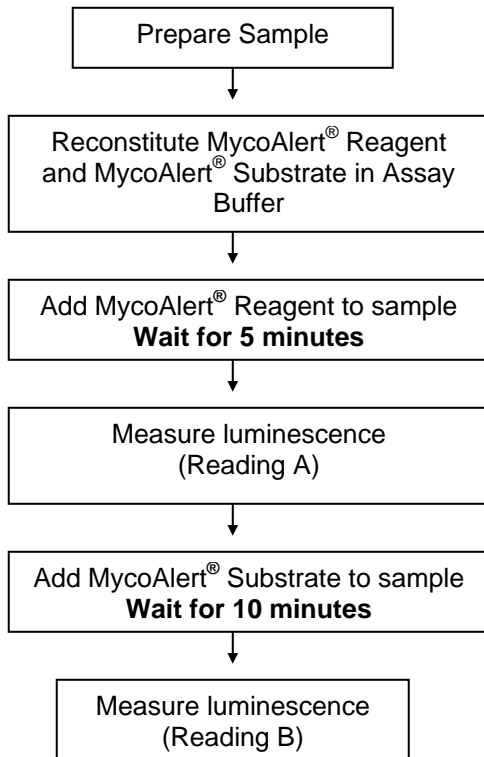 Prepare Sample
Reconstitute MycoAlert® Reagent
and MycoAlert® Substrate in Assay
Buffer
Add MycoAlert® Reagent to sample
Wait for 5 minutes
Measure luminescence
(Reading A)
Add MycoAlert® Substrate to sample
Wait for 10 minutes
Measure luminescence
(Reading B)